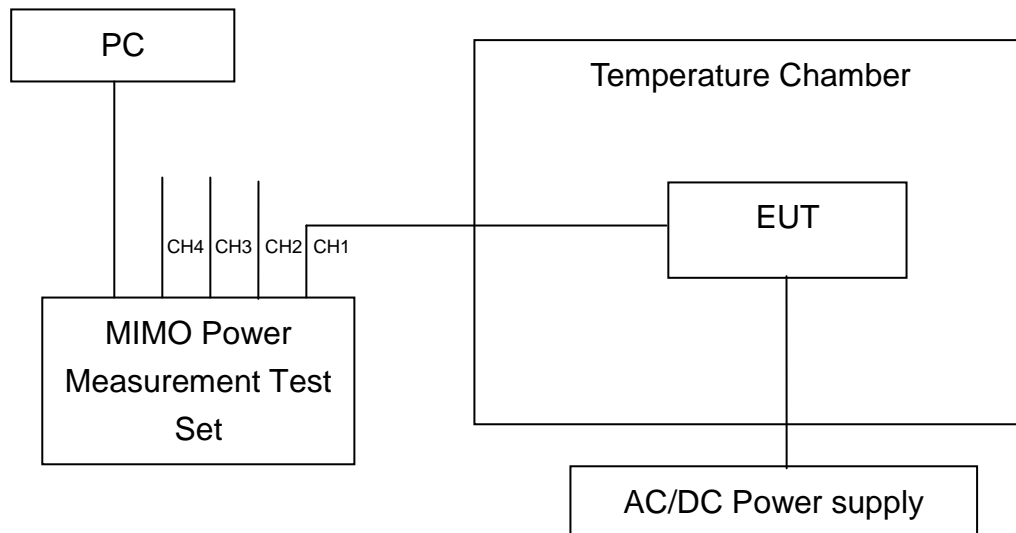 PC
Temperature Chamber
EUT
CH4 CH3 CH2 CH1
MIMO Power
Measurement Test
Set
AC/DC Power supply